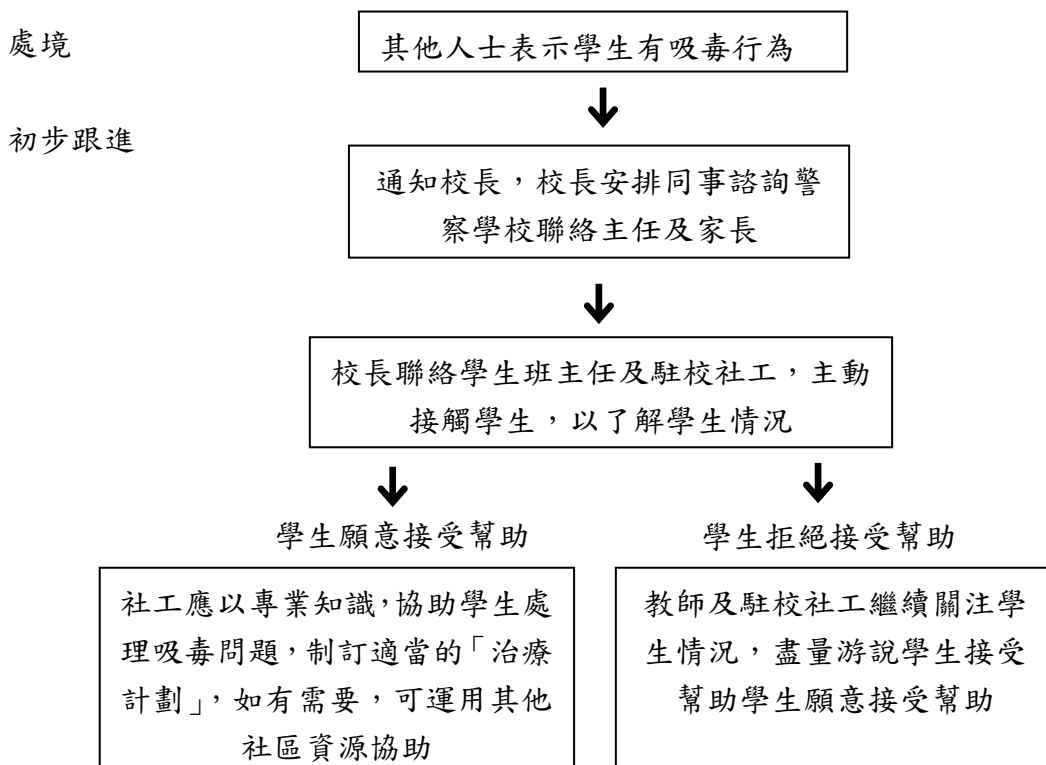 處境
其他人士表示學生有吸毒行為
初步跟進
通知校長，校長安排同事諮詢警
察學校聯絡主任及家長
校長聯絡學生班主任及駐校社工，主動
接觸學生，以了解學生情況
學生願意接受幫助
社工應以專業知識，協助學生處
理吸毒問題，制訂適當的「治療
計劃」，如有需要，可運用其他
社區資源協助
學生拒絕接受幫助
教師及駐校社工繼續關注學
生情況，盡量游說學生接受
幫助學生願意接受幫助